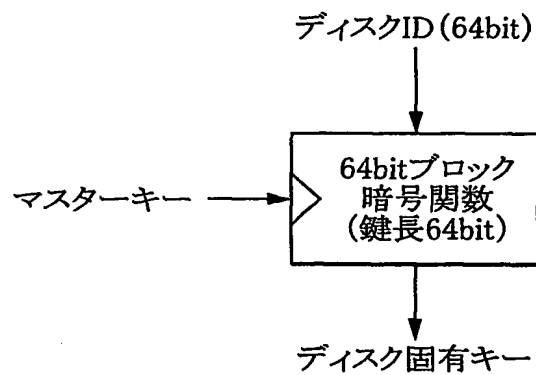 ディスクID(64bit)
64bitブロック
暗号関数
(鍵長64bit)
マスターキー
ディスク固有キー